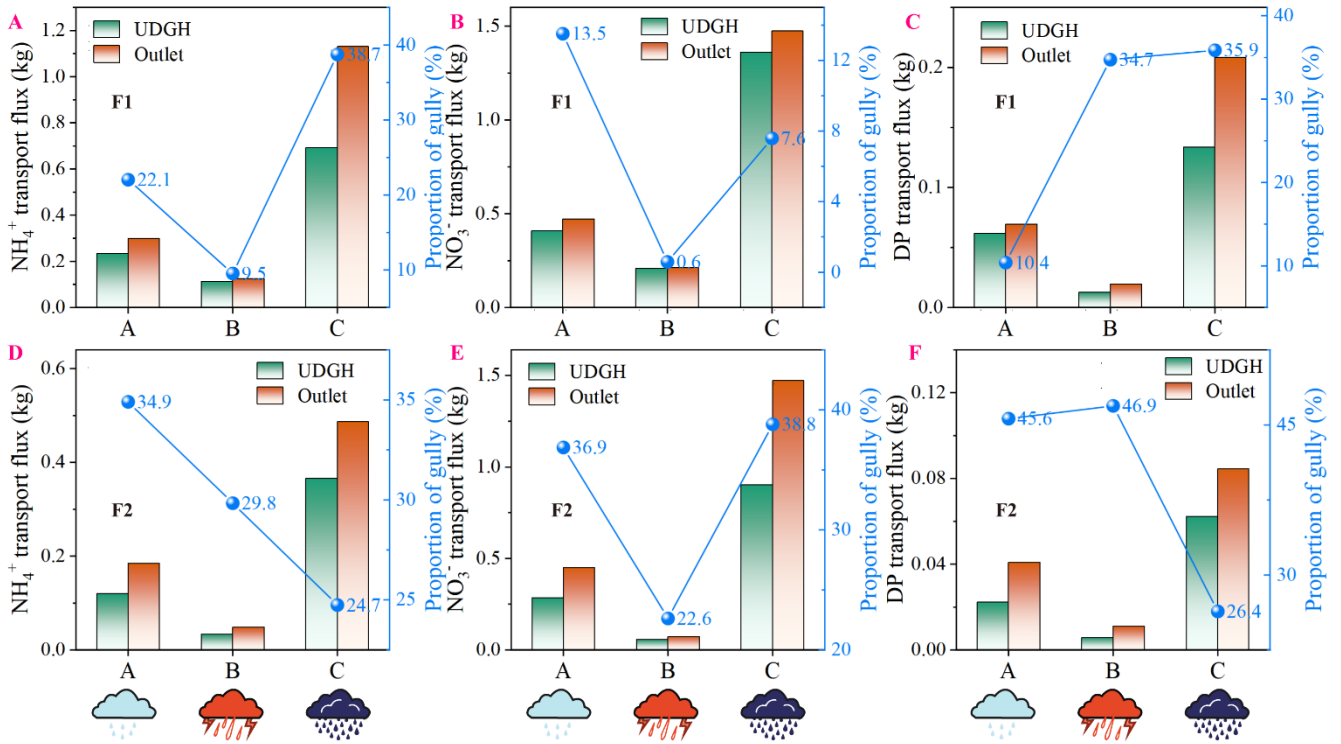 A
NH₄⁺ transport flux (kg)
1.2
1.1
0.9
0.8
0.6
0.5
0.3
0.2
0.0
UDGH
Outlet
F1
22.1
9.5
38.7
40
30
20
10
Proportion of gully (%)
A B C
B
NO₃⁻ transport flux (kg)
1.5
1.0
0.5
0.0
UDGH
Outlet
F1
13.5
0.6
7.6
12
8
4
0
Proportion of gully (%)
A B C
C
DP transport flux (kg)
0.2
0.1
0.0
UDGH
Outlet
F1
10.4
34.7
35.9
40
30
20
10
Proportion of gully (%)
A B C
D
NH₄⁺ transport flux (kg)
0.6
0.4
0.2
0.0
UDGH
Outlet
F2
34.9
29.8
24.7
35
30
25
Proportion of gully (%)
A B C
E
NO₃⁻ transport flux (kg)
1.5
1.0
0.5
0.0
UDGH
Outlet
F2
36.9
22.6
38.8
40
30
20
Proportion of gully (%)
A B C
F
DP transport flux (kg)
0.12
0.08
0.04
0.00
UDGH
Outlet
F2
45.6
46.9
26.4
45
30
Proportion of gully (%)
A B C